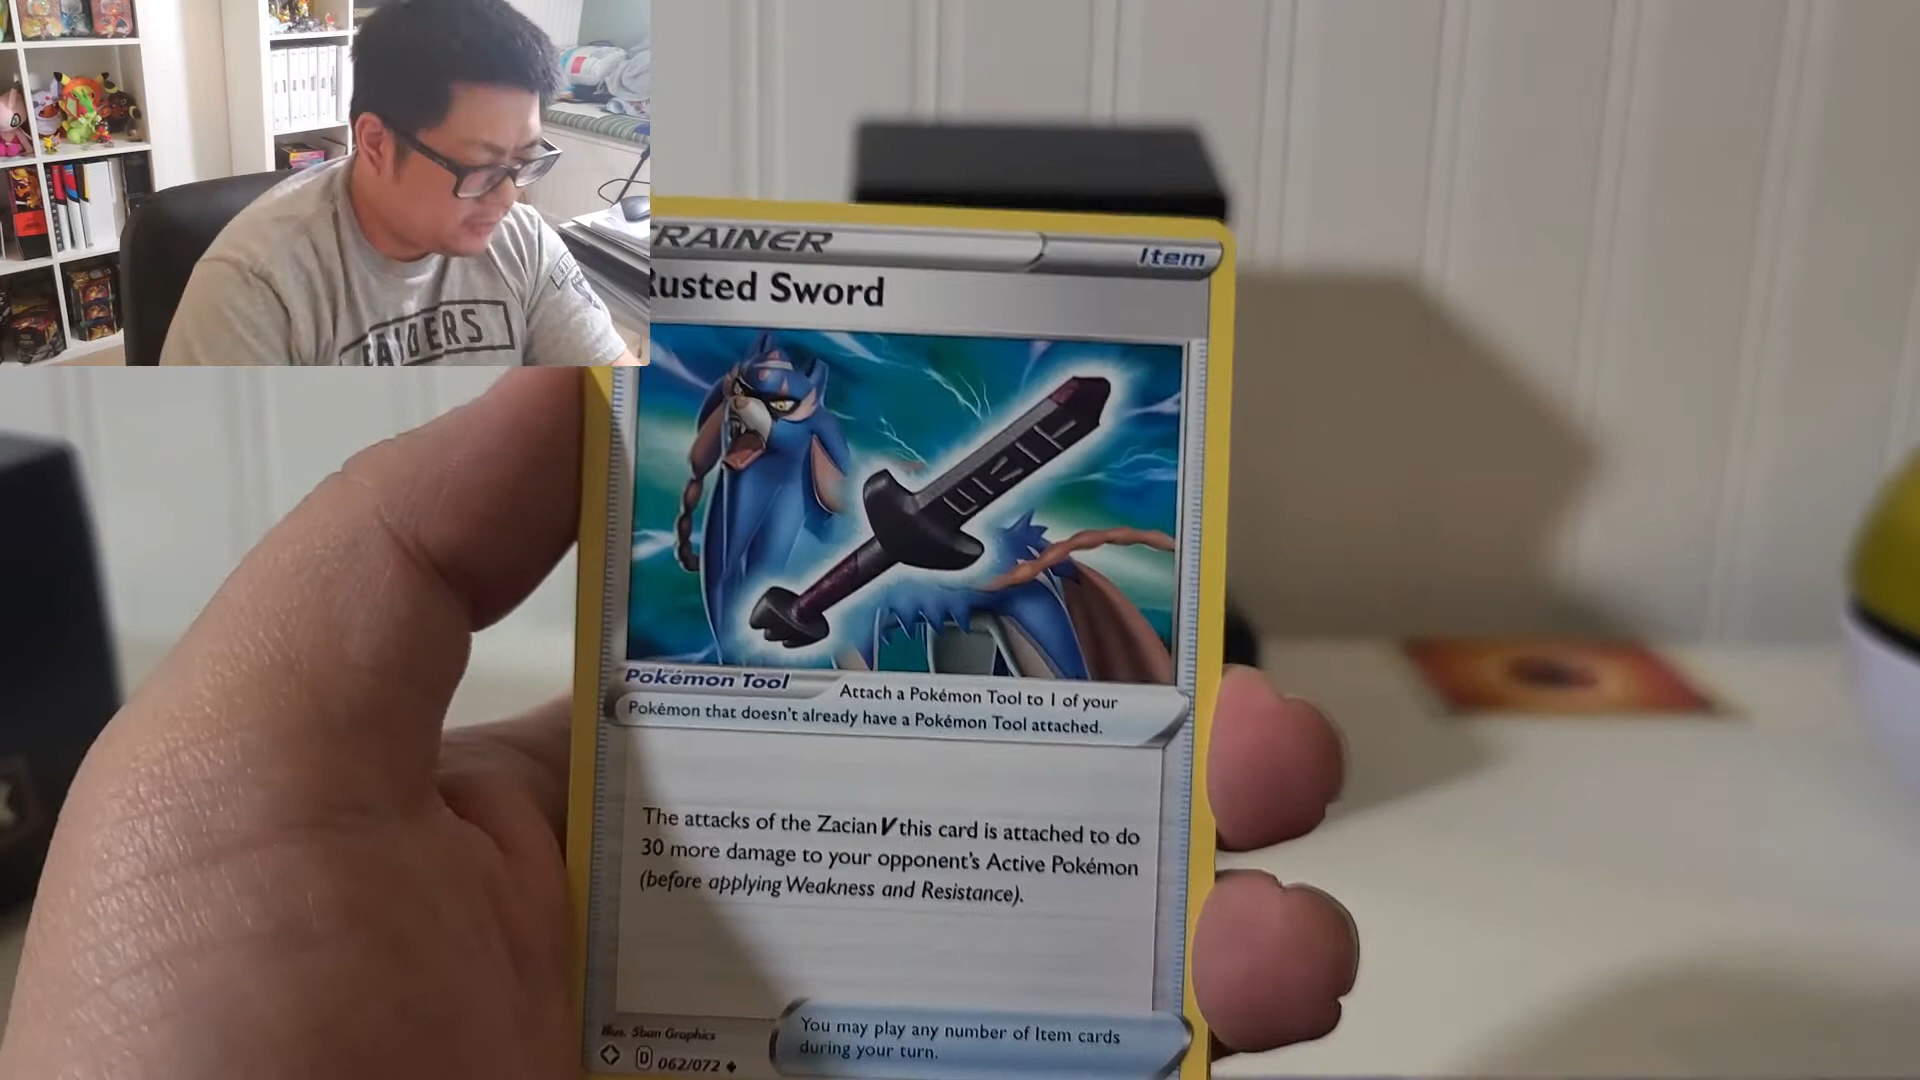 RAINER
Item
Rusted Sword
RAIDERS
Pokémon Tool
Attach a Pokémon Tool to 1 of your
Pokémon that doesn't already have a Pokémon Tool attached.
The attacks of the Zacian V this card is attached to do
30 more damage to your opponent's Active Pokémon
(before applying Weakness and Resistance).
You may play any number of Item cards
during your turn.
Illus. 5ban Graphics
D 062/072